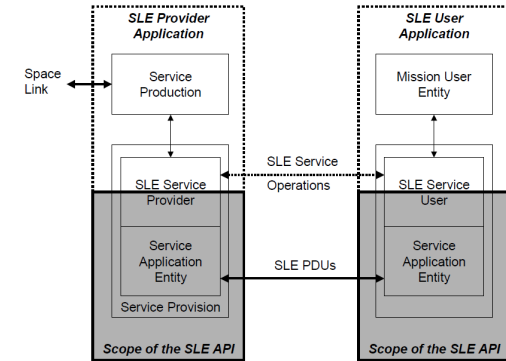 SLE Provider
Application
SLE User
Application
Space
Link
Service
Production
Mission User
Entity
SLE Service
Operations
SLE Service
Provider
SLE Service
User
Service
Application
Entity
SLE PDUs
Service
Application
Entity
Service Provision
Scope of the SLE API
Scope of the SLE API